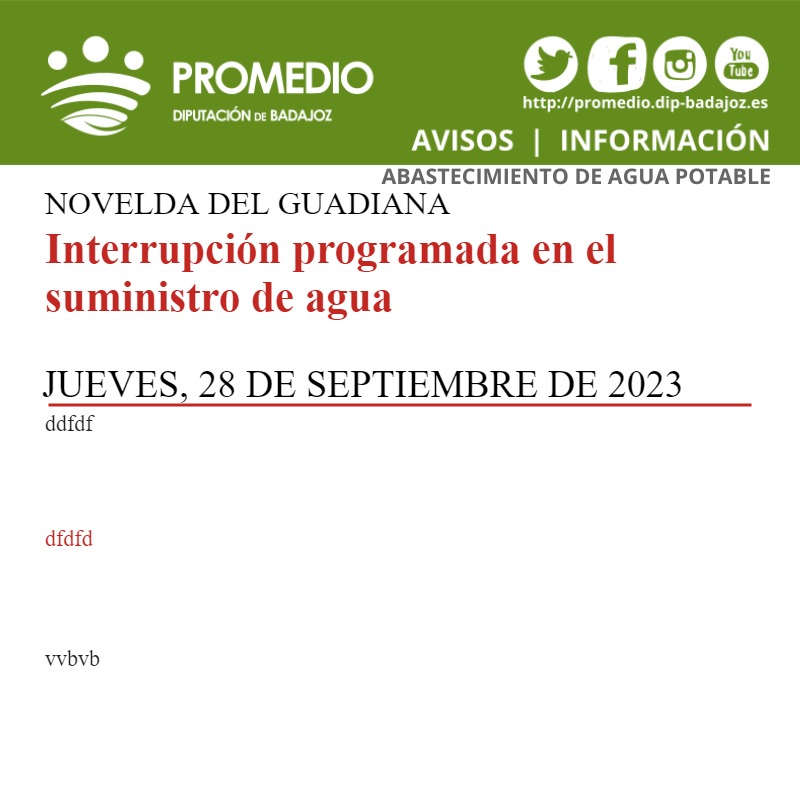 PROMEDIO
DIPUTACIÓN DE BADAJOZ
You
Tube
http://promedio.dip-badajoz.es
AVISOS | INFORMACIÓN
ABASTECIMIENTO DE AGUA POTABLE
NOVELDA DEL GUADIANA
Interrupción programada en el
suministro de agua
JUEVES, 28 DE SEPTIEMBRE DE 2023
ddfdf
dfdfd
vvbvb